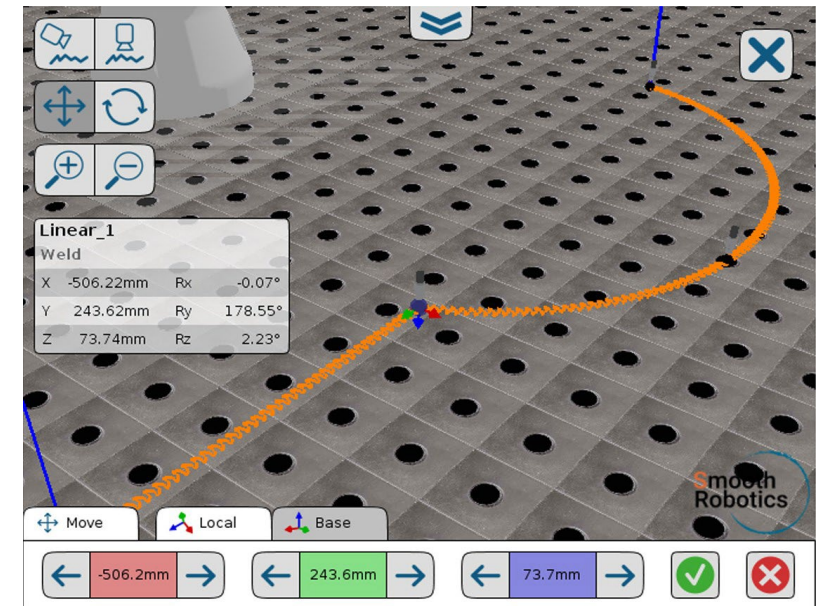 Linear_1
Weld
X -506.22mm Rx -0.07°
Y 243.62mm Ry 178.55°
Z 73.74mm Rz 2.23°
Smooth
Robotics
Move Local Base
-506.2mm 243.6mm 73.7mm